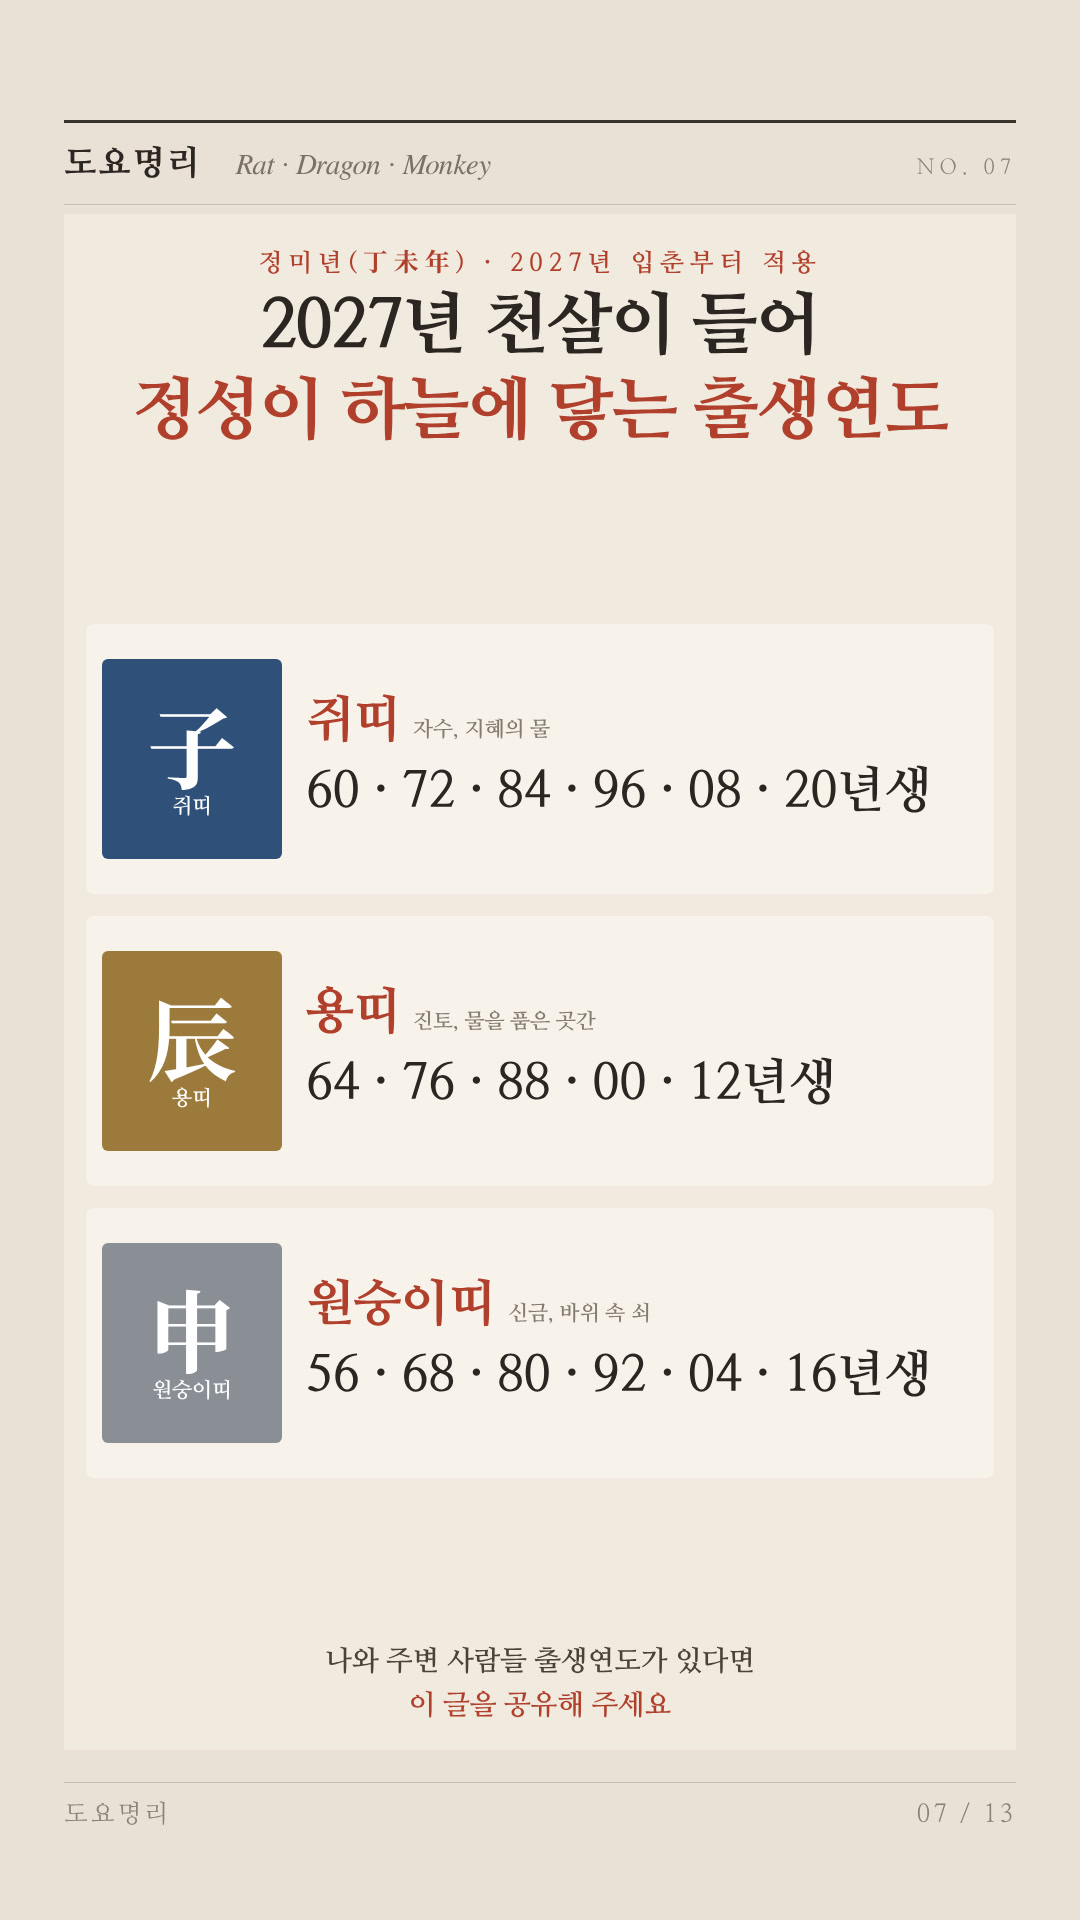 도요명리 Rat · Dragon · Monkey NO. 07
정미년(丁未年) · 2027년 입춘부터 적용
2027년 천살이 들어
정성이 하늘에 닿는 출생연도
子
쥐띠
쥐띠 자수, 지혜의 물
60 · 72 · 84 · 96 · 08 · 20년생
辰
용띠
용띠 진토, 물을 품은 곳간
64 · 76 · 88 · 00 · 12년생
申
원숭이띠
원숭이띠 신금, 바위 속 쇠
56 · 68 · 80 · 92 · 04 · 16년생
나와 주변 사람들 출생연도가 있다면
이 글을 공유해 주세요
도요명리 07 / 13